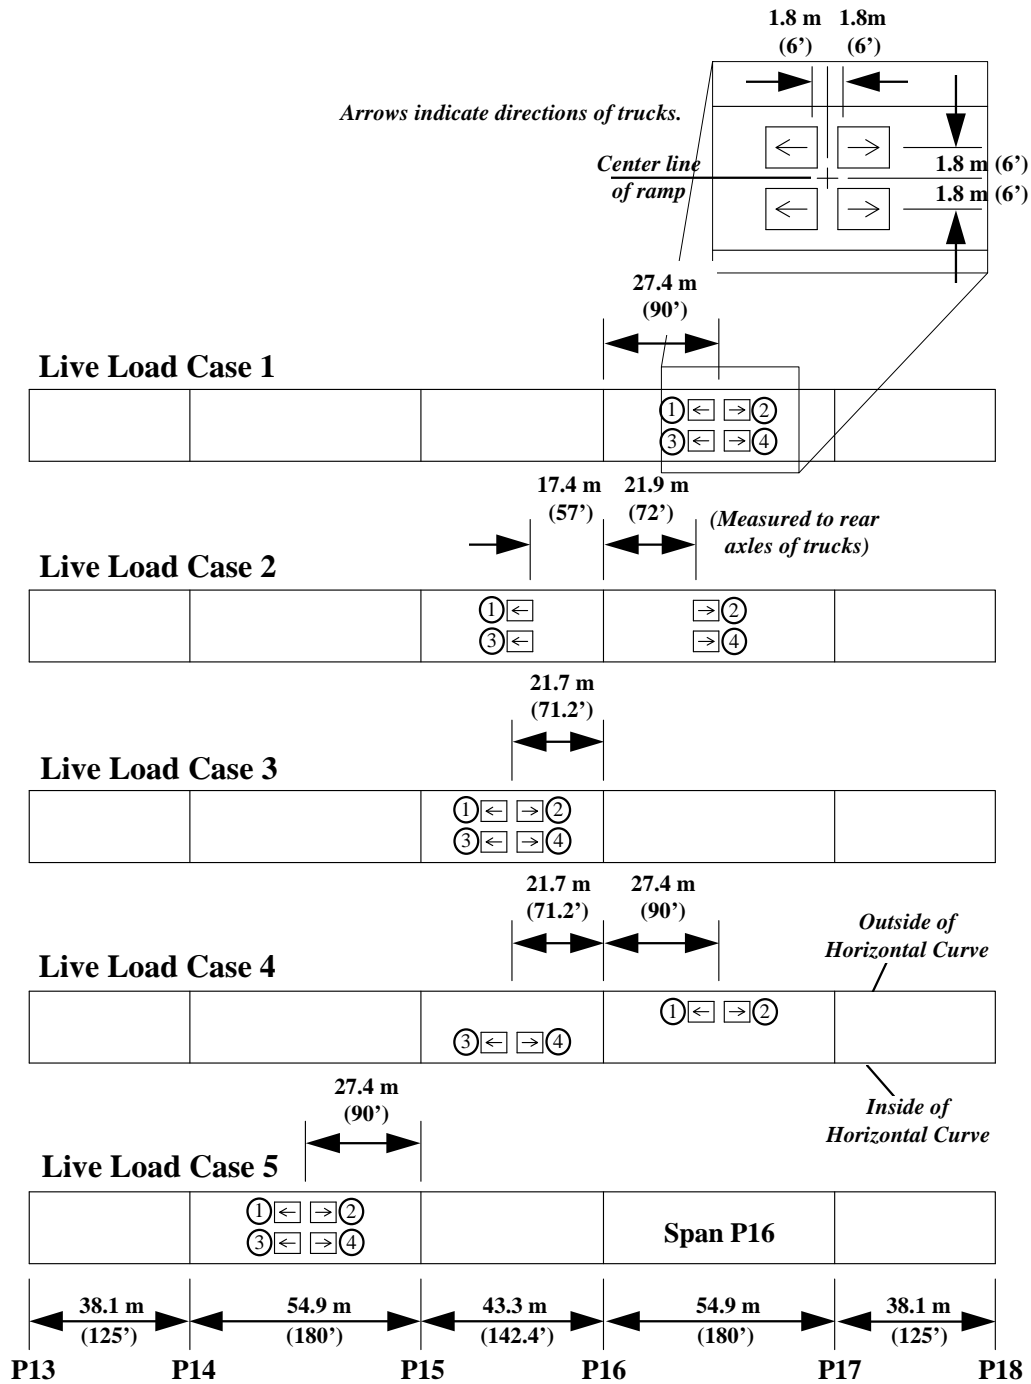 1.8 m 1.8m
(6’) (6’)
Arrows indicate directions of trucks.
Center line
of ramp
1.8 m (6’)
1.8 m (6’)
27.4 m
(90’)
Live Load Case 1
1 2
3 4
17.4 m 21.9 m
(57’) (72’)
(Measured to rear
axles of trucks)
Live Load Case 2
1 2
3 4
21.7 m
(71.2’)
Live Load Case 3
1 2
3 4
21.7 m 27.4 m
(71.2’) (90’)
Outside of
Horizontal Curve
Live Load Case 4
1 2
3 4
27.4 m
(90’)
Inside of
Horizontal Curve
Live Load Case 5
1 2
3 4
Span P16
38.1 m 54.9 m 43.3 m 54.9 m 38.1 m
(125’) (180’) (142.4’) (180’) (125’)
P13 P14 P15 P16 P17 P18